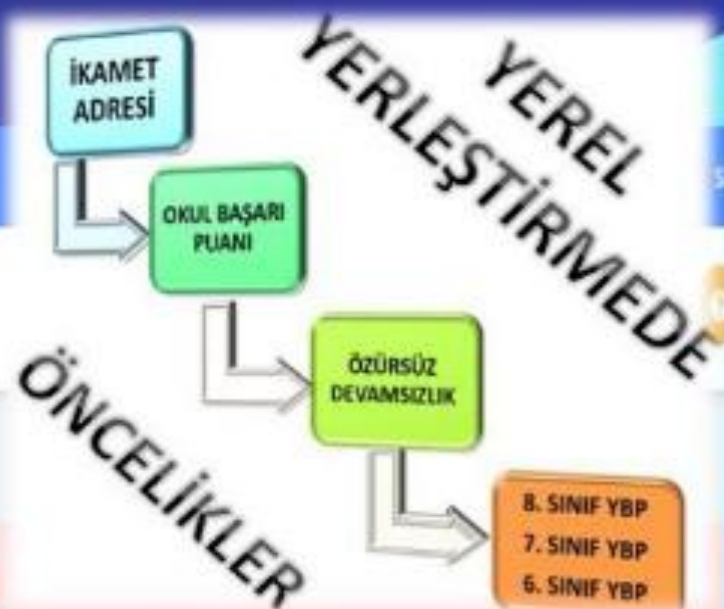 YEREL
YERLEŞTİRMEDE
ÖNCELİKLER
İKAMET
ADRESİ
OKUL BAŞARI
PUANI
ÖZÜRSÜZ
DEVAMSIZLIK
8. SINIF YBP
7. SINIF YBP
6. SINIF YBP